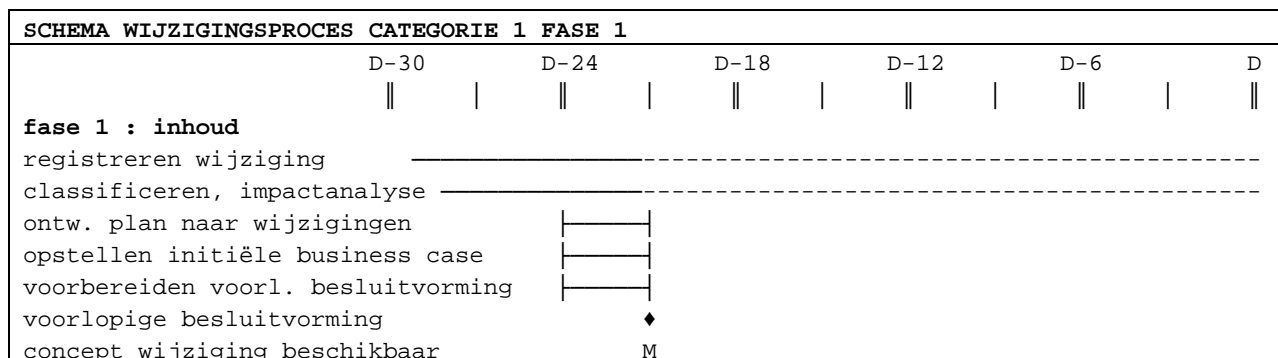 SCHEMA WIJZIGINGSPROCES CATEGORIE 1 FASE 1
D-30 D-24 D-18 D-12 D-6 D
fase 1 : inhoud
registreren wijziging
classificeren, impactanalyse
ontw. plan naar wijzigingen
opstellen initiële business case
voorbereiden voorl. besluitvorming
voorlopige besluitvorming ♦
concept wijziging beschikbaar M